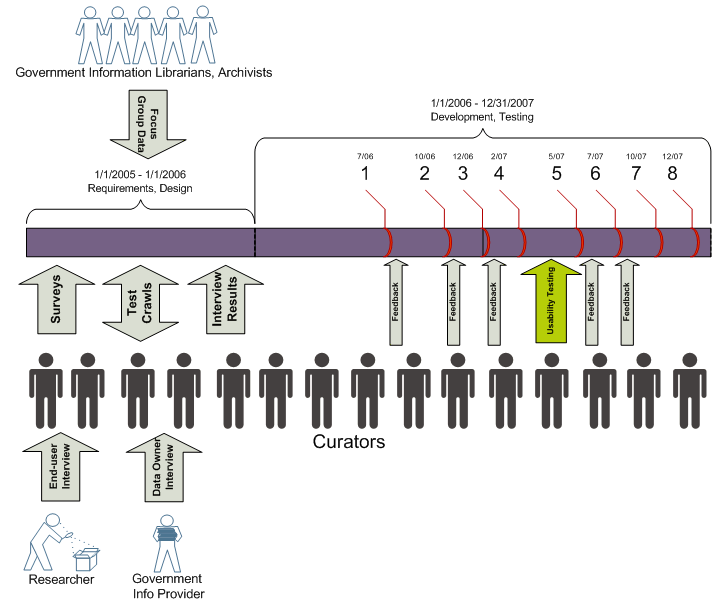 Government Information Librarians, Archivists
Focus
Group Data
1/1/2006 - 12/31/2007
Development, Testing
1/1/2005 - 1/1/2006
Requirements, Design
7/06
10/06
12/06
2/07
5/07
7/07
10/07
12/07
1
2
3
4
5
6
7
8
Surveys
Test
Crawls
Interview
Results
Feedback
Feedback
Feedback
Usability Testing
Feedback
Feedback
Curators
End-user
Interview
Data Owner
Interview
Researcher
Government
Info Provider